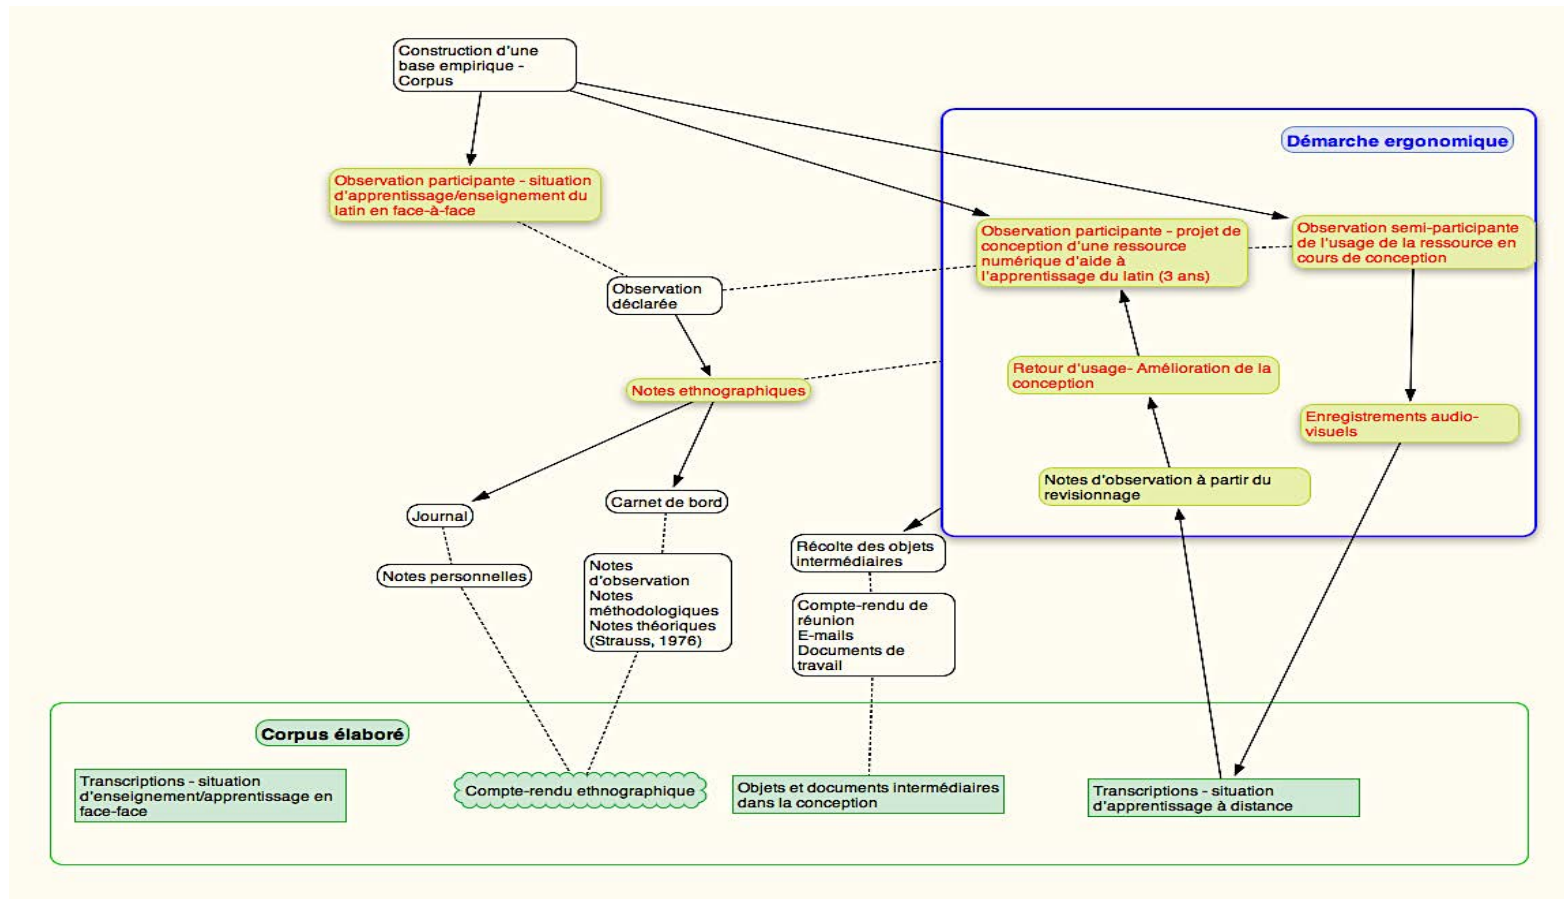 Construction d'une
base empirique -
Corpus
Démarche ergonomique
Observation participante - situation
d'apprentissage/enseignement du
latin en face-à-face
Observation participante - projet de
conception d'une ressource
numérique d'aide à
l'apprentissage du latin (3 ans)
Observation semi-participante
de l'usage de la ressource en
cours de conception
Observation
déclarée
Retour d'usage- Amélioration de la
conception
Notes ethnographiques
Enregistrements audio-
visuels
Notes d'observation à partir du
revisionnage
Journal
Carnet de bord
Récolte des objets
intermédiaires
Notes personnelles
Notes
d'observation
Notes
méthodologiques
Notes théoriques
(Strauss, 1976)
Compte-rendu de
réunion
E-mails
Documents de
travail
Corpus élaboré
Transcriptions - situation
d'enseignement/apprentissage en
face-face
Compte-rendu ethnographique
Objets et documents intermédiaires
dans la conception
Transcriptions - situation
d'apprentissage à distance